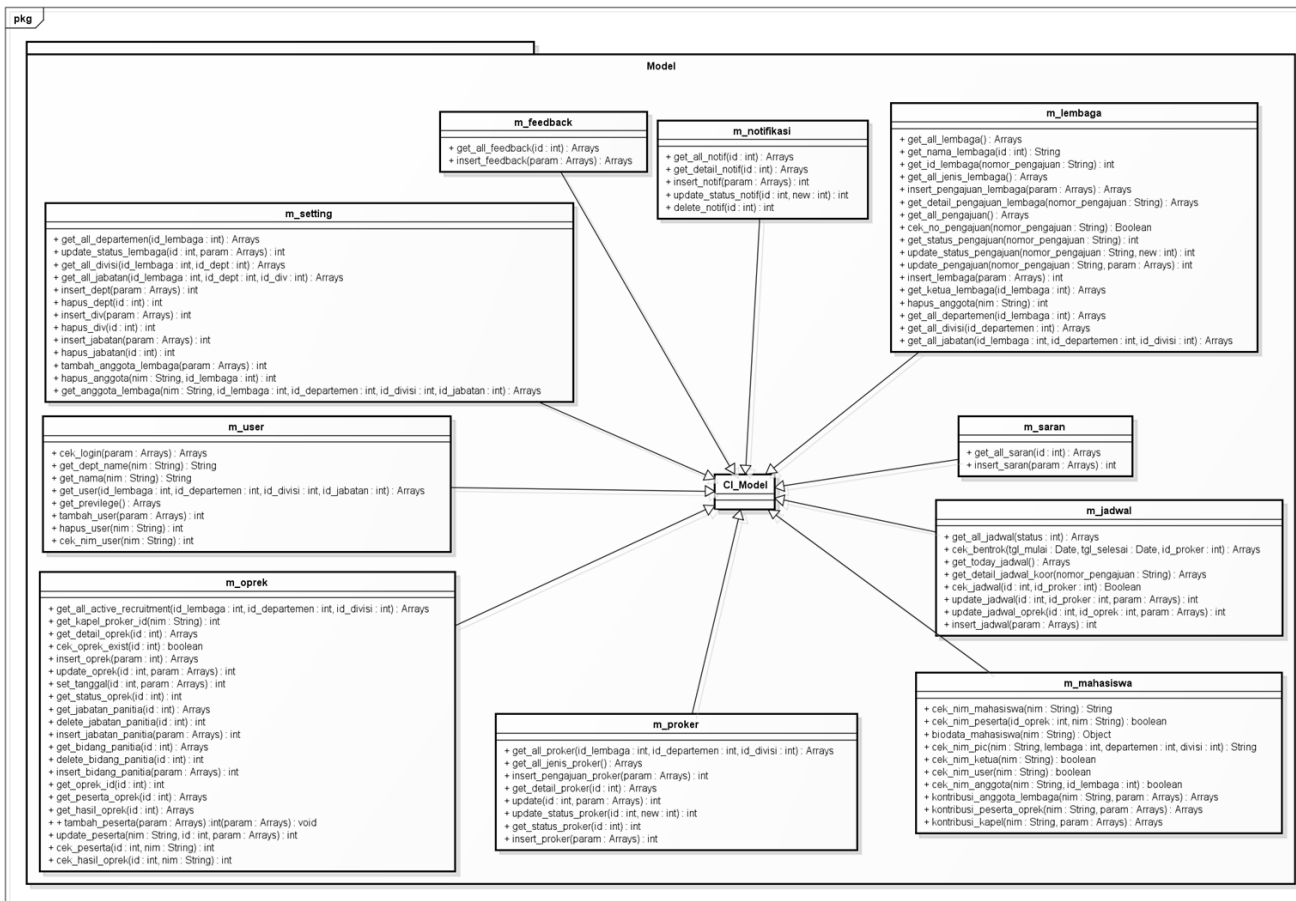 pkg
Model
m_feedback
+ get_all_feedback(id : int) : Arrays
+ insert_feedback(param : Arrays) : Arrays
m_notifikasi
+ get_all_notif(id : int) : Arrays
+ get_detail_notif(id : int) : Arrays
+ insert_notif(param : Arrays) : int
+ update_status_notif(id : int, new : int) : int
+ delete_notif(id : int) : int
m_lembaga
+ get_all_lembaga() : Arrays
+ get_nama_lembaga(id : int) : String
+ get_id_lembaga(nomor_pengajuan : String) : int
+ get_all_jenis_lembaga() : Arrays
+ insert_pengajuan_lembaga(param : Arrays) : Arrays
+ get_detail_pengajuan_lembaga(nomor_pengajuan : String) : Arrays
+ get_all_pengajuan() : Arrays
+ cek_no_pengajuan(nomor_pengajuan : String) : Boolean
+ get_status_pengajuan(nomor_pengajuan : String) : int
+ update_status_pengajuan(nomor_pengajuan : String, new : int) : int
+ update_pengajuan(nomor_pengajuan : String, param : Arrays) : int
+ insert_lembaga(param : Arrays) : int
+ get_ketua_lembaga(id_lembaga : int) : Arrays
+ hapus_anggota(nim : String) : int
+ get_all_departemen(id_lembaga : int) : Arrays
+ get_all_divisi(id_departemen : int) : Arrays
+ get_all_jabatan(id_lembaga : int, id_departemen : int, id_divisi : int) : Arrays
m_setting
+ get_all_departemen(id_lembaga : int) : Arrays
+ update_status_lembaga(id : int, param : Arrays) : int
+ get_all_divisi(id_lembaga : int, id_dept : int) : Arrays
+ get_all_jabatan(id_lembaga : int, id_dept : int, id_div : int) : Arrays
+ insert_dept(param : Arrays) : int
+ hapus_dept(id : int) : int
+ insert_div(param : Arrays) : int
+ hapus_div(id : int) : int
+ insert_jabatan(param : Arrays) : int
+ hapus_jabatan(id : int) : int
+ tambah_anggota_lembaga(param : Arrays) : int
+ hapus_anggota(nim : String, id_lembaga : int) : int
+ get_anggota_lembaga(nim : String, id_lembaga : int, id_departemen : int, id_divisi : int, id_jabatan : int) : Arrays
m_user
+ cek_login(param : Arrays) : Arrays
+ get_dept_name(nim : String) : String
+ get_nama(nim : String) : String
+ get_user(id_lembaga : int, id_departemen : int, id_divisi : int, id_jabatan : int) : Arrays
+ get_previlege() : Arrays
+ tambah_user(param : Arrays) : int
+ hapus_user(nim : String) : int
+ cek_nim_user(nim : String) : int
CI_Model
m_saran
+ get_all_saran(id : int) : Arrays
+ insert_saran(param : Arrays) : int
m_jadwal
+ get_all_jadwal(status : int) : Arrays
+ cek_bentrok(tgl_mulai : Date, tgl_selesai : Date, id_proker : int) : Arrays
+ get_today_jadwal() : Arrays
+ get_detail_jadwal_koor(nomor_pengajuan : String) : Arrays
+ cek_jadwal(id : int, id_proker : int) : Boolean
+ update_jadwal(id : int, id_proker : int, param : Arrays) : int
+ update_jadwal_oprek(id : int, id_oprek : int, param : Arrays) : int
+ insert_jadwal(param : Arrays) : int
m_oprek
+ get_all_active_recruitment(id_lembaga : int, id_departemen : int, id_divisi : int) : Arrays
+ get_kapel_proker_id(nim : String) : int
+ get_detail_oprek(id : int) : Arrays
+ cek_oprek_exist(id : int) : boolean
+ insert_oprek(param : int) : Arrays
+ update_oprek(id : int, param : Arrays) : int
+ set_tanggal(id : int, param : Arrays) : int
+ get_status_oprek(id : int) : int
+ get_jabatan_panitia(id : int) : Arrays
+ delete_jabatan_panitia(id : int) : int
+ insert_jabatan_panitia(param : Arrays) : int
+ get_bidang_panitia(id : int) : Arrays
+ delete_bidang_panitia(id : int) : int
+ insert_bidang_panitia(param : Arrays) : int
+ get_oprek_id(id : int) : int
+ get_peserta_oprek(id : int) : Arrays
+ get_hasil_oprek(id : int) : Arrays
+ + tambah_peserta(param : Arrays) :int(param : Arrays) : void
+ update_peserta(nim : String, id : int, param : Arrays) : int
+ cek_peserta(id : int, nim : String) : int
+ cek_hasil_oprek(id : int, nim : String) : int
m_proker
+ get_all_proker(id_lembaga : int, id_departemen : int, id_divisi : int) : Arrays
+ get_all_jenis_proker() : Arrays
+ insert_pengajuan_proker(param : Arrays) : int
+ get_detail_proker(id : int) : Arrays
+ update(id : int, param : Arrays) : int
+ update_status_proker(id : int, new : int) : int
+ get_status_proker(id : int) : int
+ insert_proker(param : Arrays) : int
m_mahasiswa
+ cek_nim_mahasiswa(nim : String) : String
+ cek_nim_peserta(id_oprek : int, nim : String) : boolean
+ biodata_mahasiswa(nim : String) : Object
+ cek_nim_pic(nim : String, lembaga : int, departemen : int, divisi : int) : String
+ cek_nim_ketua(nim : String) : boolean
+ cek_nim_user(nim : String) : boolean
+ cek_nim_anggota(nim : String, id_lembaga : int) : boolean
+ kontribusi_anggota_lembaga(nim : String, param : Arrays) : Arrays
+ kontribusi_peserta_oprek(nim : String, param : Arrays) : Arrays
+ kontribusi_kapel(nim : String, param : Arrays) : Arrays